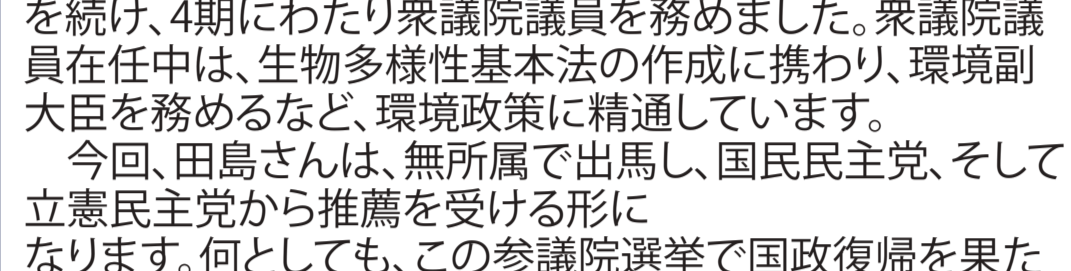 を続け、4期にわたり衆議院議員を務めました。衆議院議
員在任中は、生物多様性基本法の作成に携わり、環境副
大臣を務めるなど、環境政策に精通しています。
　今回、田島さんは、無所属で出馬し、国民民主党、そして
立憲民主党から推薦を受ける形に
なります。何としても、この参議院選挙で国政復帰を果た